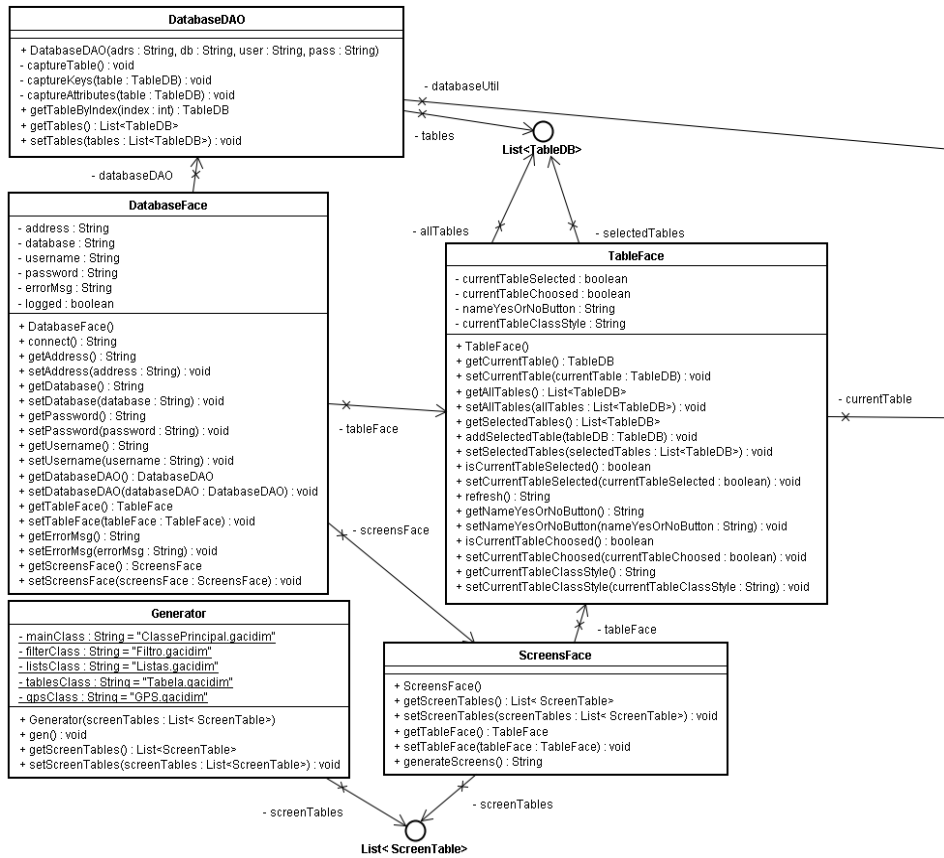 DatabaseDAO
+ DatabaseDAO(adrs : String, db : String, user : String, pass : String)
- captureTable() : void
- captureKeys(table : TableDB) : void
- captureAttributes(table : TableDB) : void
+ getTableByIndex(index : int) : TableDB
+ getTables() : List<TableDB>
+ setTables(tables : List<TableDB>) : void
- databaseUtil
- tables
List<TableDB>
- databaseDAO
DatabaseFace
- address : String
- database : String
- username : String
- password : String
- errorMsg : String
- logged : boolean
+ DatabaseFace()
+ connect() : String
+ getAddress() : String
+ setAddress(address : String) : void
+ getDatabase() : String
+ setDatabase(database : String) : void
+ getPassword() : String
+ setPassword(password : String) : void
+ getUsername() : String
+ setUsername(username : String) : void
+ getDatabaseDAO() : DatabaseDAO
+ setDatabaseDAO(databaseDAO : DatabaseDAO) : void
+ getTableFace() : TableFace
+ setTableFace(tableFace : TableFace) : void
+ getErrorMsg() : String
+ setErrorMsg(errorMsg : String) : void
+ getScreensFace() : ScreensFace
+ setScreensFace(screensFace : ScreensFace) : void
- allTables
- selectedTables
TableFace
- currentTableSelected : boolean
- currentTableChoosed : boolean
- nameYesOrNoButton : String
- currentTableClassStyle : String
+ TableFace()
+ getCurrentTable() : TableDB
+ setCurrentTable(currentTable : TableDB) : void
+ getAllTables() : List<TableDB>
+ setAllTables(allTables : List<TableDB>) : void
+ getSelectedTables() : List<TableDB>
+ addSelectedTable(tableDB : TableDB) : void
+ setSelectedTables(selectedTables : List<TableDB>) : void
+ isCurrentTableSelected() : boolean
+ setCurrentTableSelected(currentTableSelected : boolean) : void
+ refresh() : String
+ getNameYesOrNoButton() : String
+ setNameYesOrNoButton(nameYesOrNoButton : String) : void
+ isCurrentTableChoosed() : boolean
+ setCurrentTableChoosed(currentTableChoosed : boolean) : void
+ getCurrentTableClassStyle() : String
+ setCurrentTableClassStyle(currentTableClassStyle : String) : void
- currentTable
- tableFace
- screensFace
Generator
- mainClass : String = "ClassePrincipal.gacidim"
- filterClass : String = "Filtro.gacidim"
- listsClass : String = "Listas.gacidim"
- tablesClass : String = "Tabela.gacidim"
- gpsClass : String = "GPS.gacidim"
+ Generator(screenTables : List< ScreenTable>)
+ gen() : void
+ getScreenTables() : List<ScreenTable>
+ setScreenTables(screenTables : List<ScreenTable>) : void
- tableFace
ScreensFace
+ ScreensFace()
+ getScreenTables() : List< ScreenTable>
+ setScreenTables(screenTables : List< ScreenTable>) : void
+ getTableFace() : TableFace
+ setTableFace(tableFace : TableFace) : void
+ generateScreens() : String
- screenTables
- screenTables
List< ScreenTable>